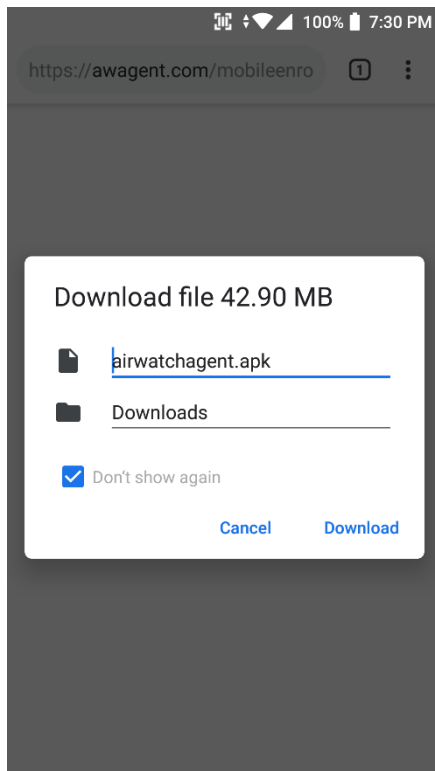 100% 7:30 PM
https://awagent.com/mobileenro 1
Download file 42.90 MB
airwatchagent.apk
Downloads
Don't show again
Cancel Download